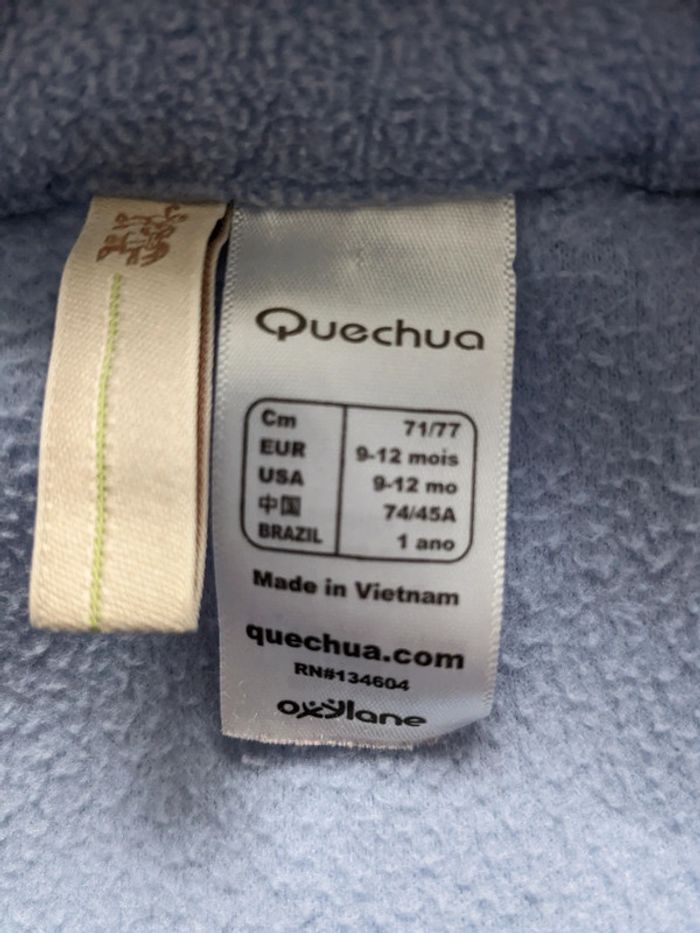 Quechua
Cm 71/77
EUR 9-12 mois
USA 9-12 mo
中国 74/45A
BRAZIL 1 ano
Made in Vietnam
quechua.com
RN#134604
oxylane